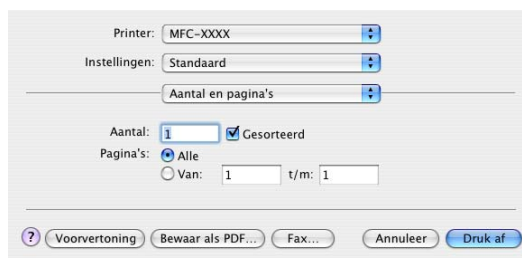 Printer: MFC-XXXX
Instellingen: Standaard
Aantal en pagina's
Aantal: 1 Gesorteerd
Pagina's: Alle
Van: 1 t/m: 1
? Voorvertoning Bewaar als PDF... Fax... Annuleer Druk af